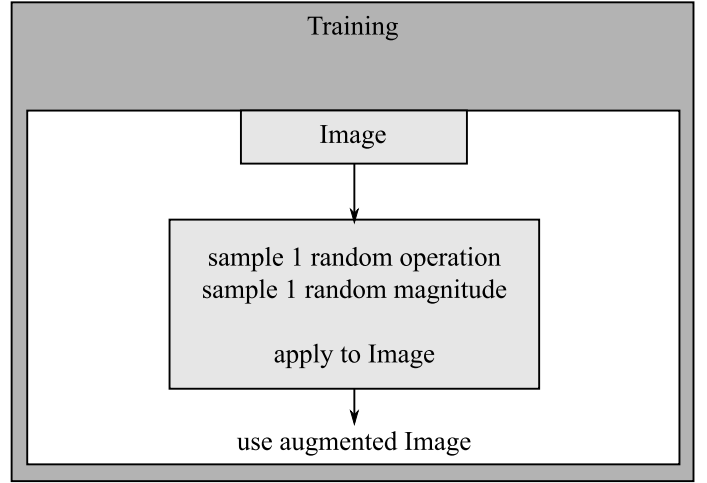 Training
Image
sample 1 random operation
sample 1 random magnitude
apply to Image
use augmented Image